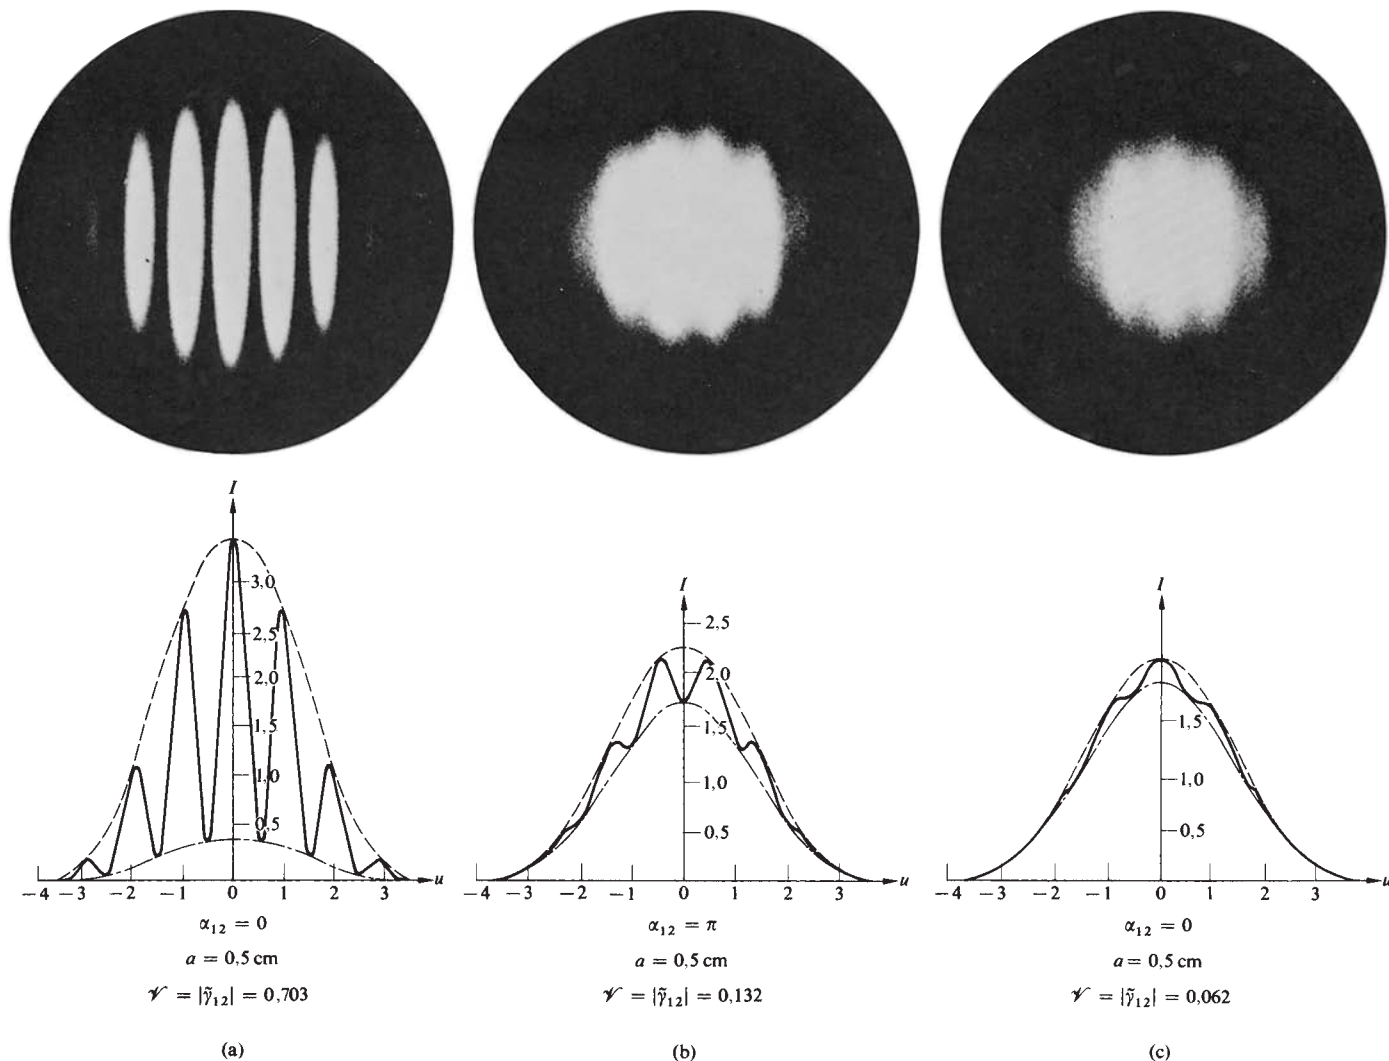 I
3,0
2,5
2,0
1,5
1,0
0,5
−4 −3 −2 −1 0 1 2 3 u
α₁₂ = 0
a = 0,5 cm
𝒱 = |γ̃₁₂| = 0,703
(a)
I
2,5
2,0
1,5
1,0
0,5
−4 −3 −2 −1 0 1 2 3 u
α₁₂ = π
a = 0,5 cm
𝒱 = |γ̃₁₂| = 0,132
(b)
I
1,5
1,0
0,5
−4 −3 −2 −1 0 1 2 3 u
α₁₂ = 0
a = 0,5 cm
𝒱 = |γ̃₁₂| = 0,062
(c)